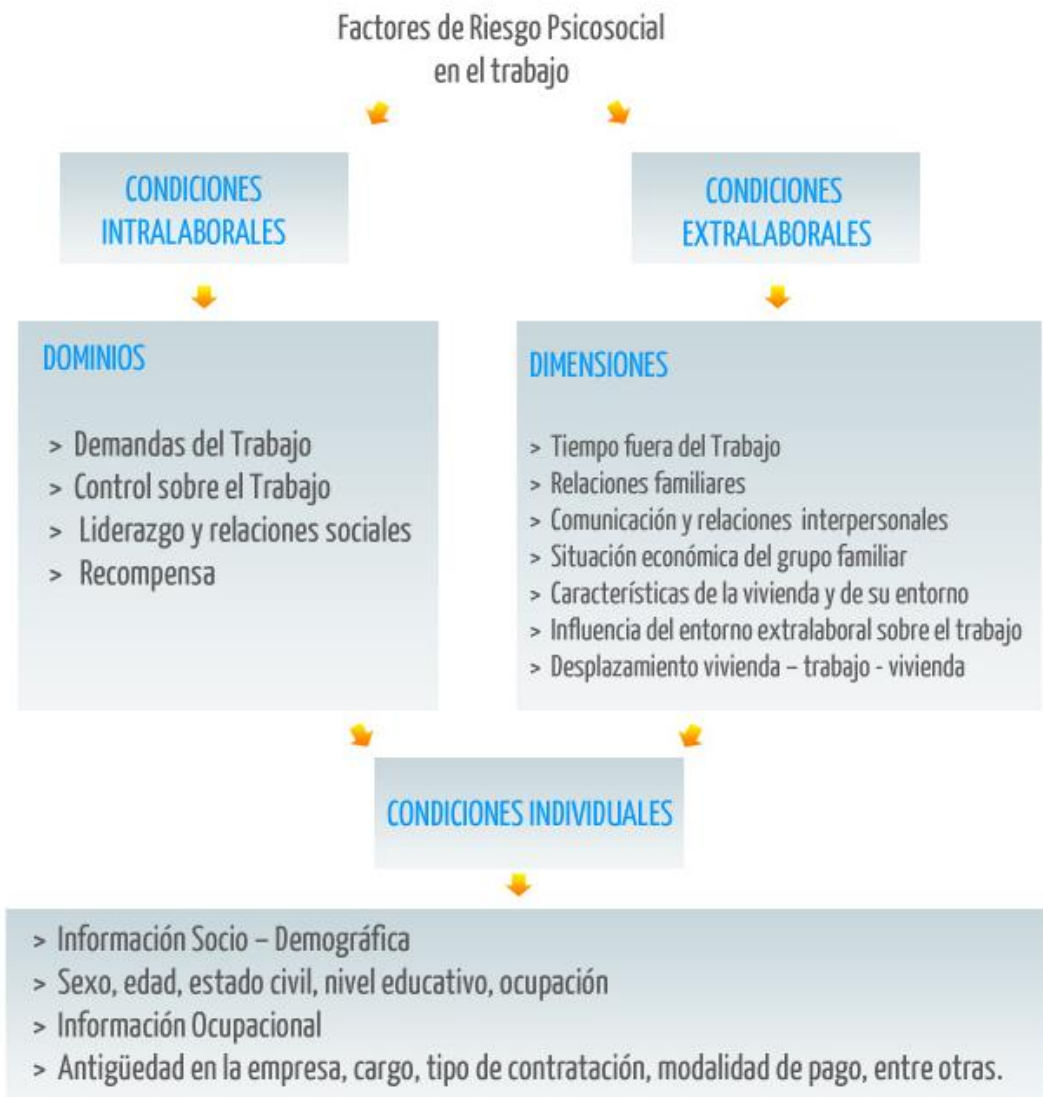 Factores de Riesgo Psicosocial
en el trabajo
CONDICIONES
INTRALABORALES
CONDICIONES
EXTRALABORALES
DOMINIOS
> Demandas del Trabajo
> Control sobre el Trabajo
> Liderazgo y relaciones sociales
> Recompensa
DIMENSIONES
> Tiempo fuera del Trabajo
> Relaciones familiares
> Comunicación y relaciones interpersonales
> Situación económica del grupo familiar
> Características de la vivienda y de su entorno
> Influencia del entorno extralaboral sobre el trabajo
> Desplazamiento vivienda – trabajo - vivienda
CONDICIONES INDIVIDUALES
> Información Socio – Demográfica
> Sexo, edad, estado civil, nivel educativo, ocupación
> Información Ocupacional
> Antigüedad en la empresa, cargo, tipo de contratación, modalidad de pago, entre otras.